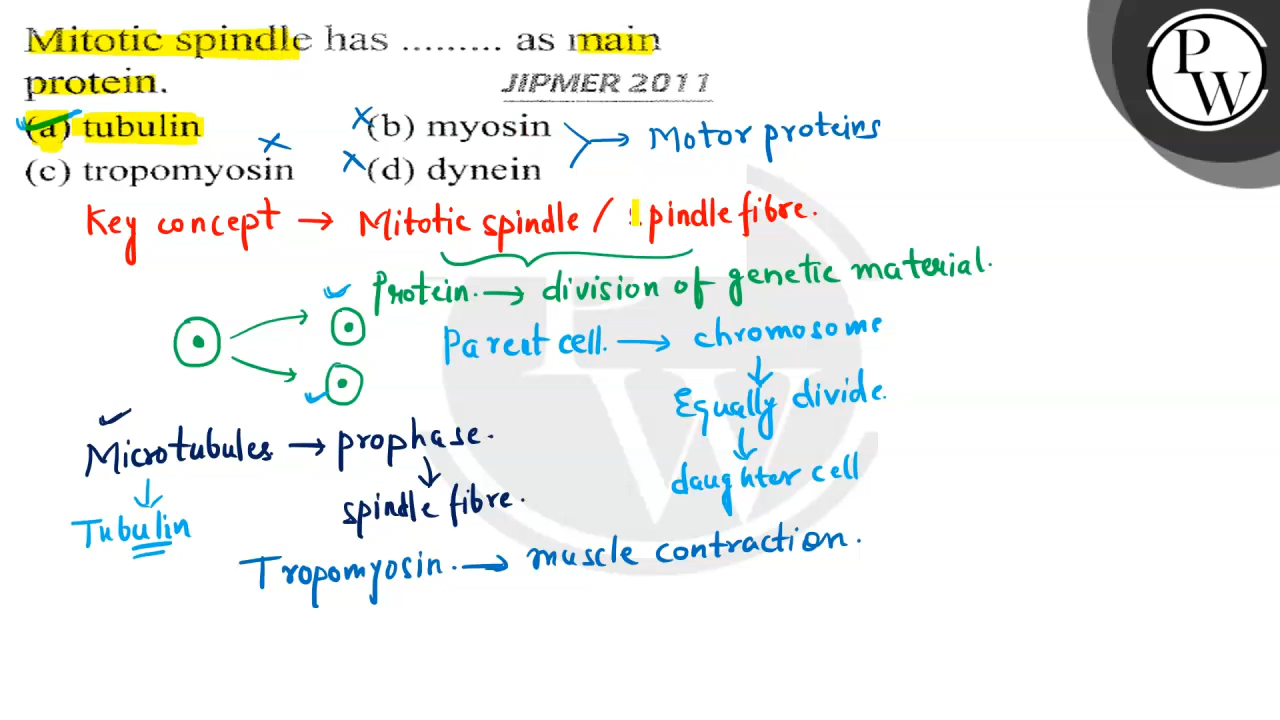 Mitotic spindle has ......... as main
protein. JIPMER 2011
(a) tubulin (b) myosin → Motor proteins
(c) tropomyosin (d) dynein
Key concept → Mitotic spindle / spindle fibre.
Protein. → division of genetic material.
Parent cell. → chromosome
Equally divide.
Microtubules → prophase.
daughter cell
spindle fibre.
Tubulin
Tropomyosin. → muscle contraction.
PW